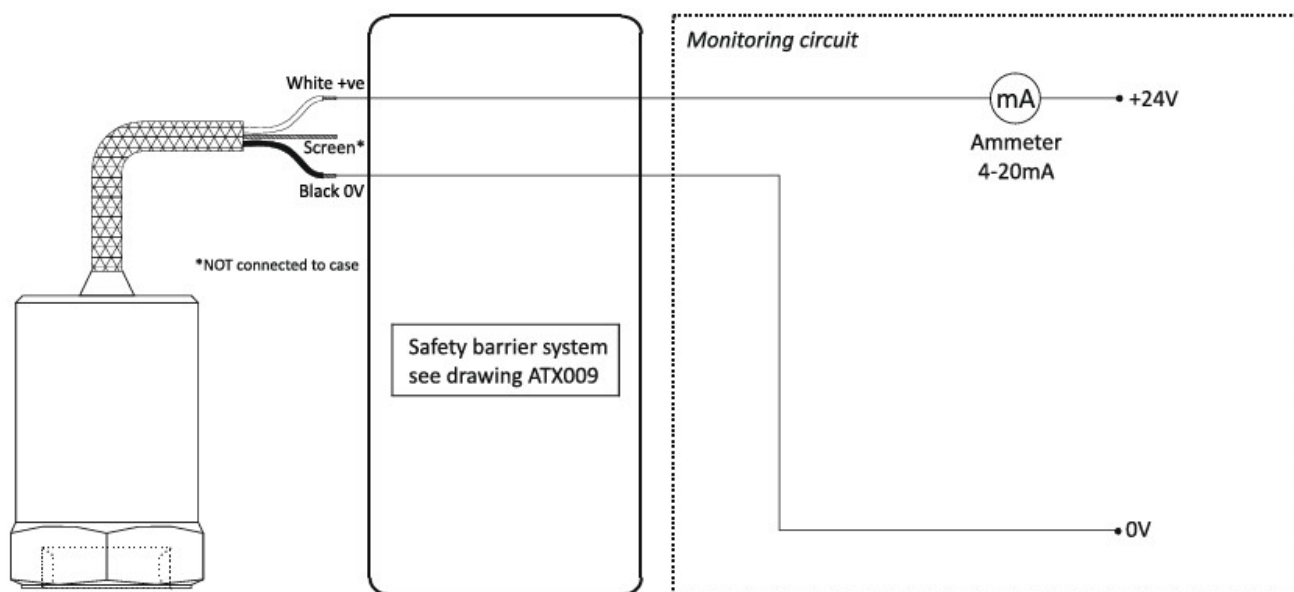 Monitoring circuit
White +ve
mA
+24V
Screen*
Ammeter
4-20mA
Black 0V
*NOT connected to case
Safety barrier system
see drawing ATX009
0V